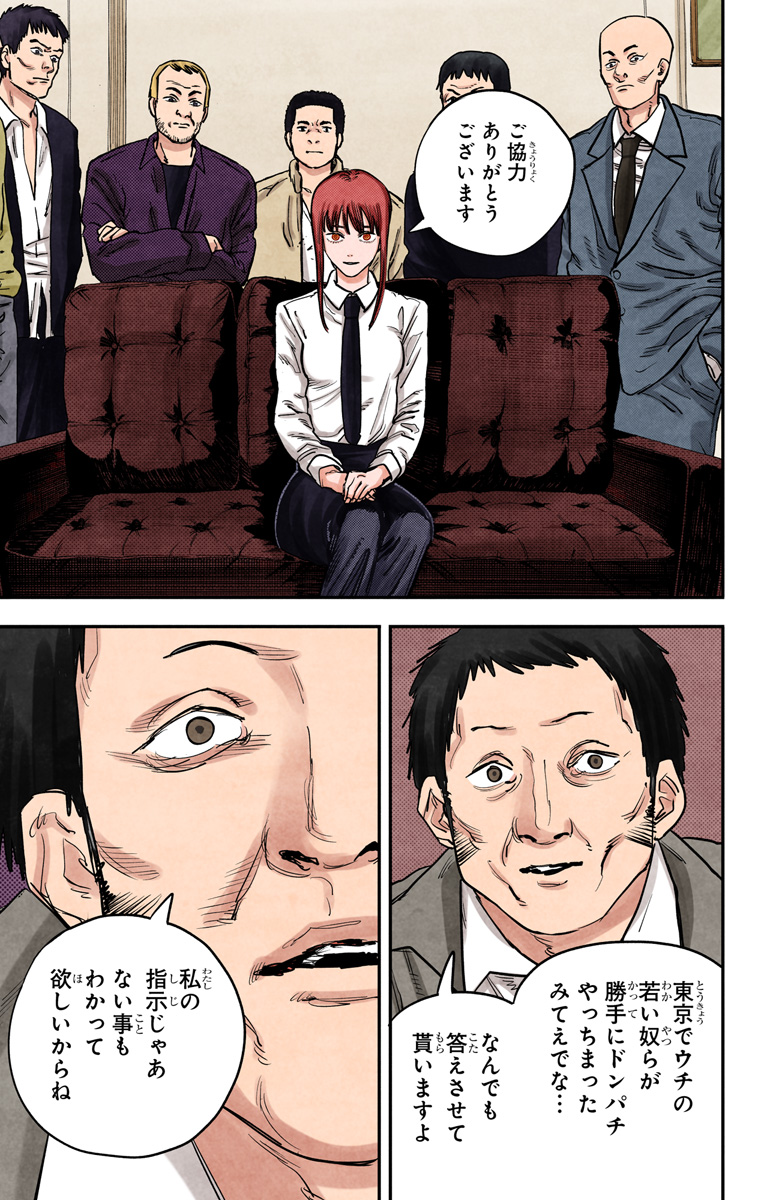 ご協力
ありがとう
ございます
東京でウチの
若い奴らが
勝手にドンパチ
やっちまった
みてえでな…
なんでも
答えさせて
貰いますよ
私の
指示じゃあ
ない事も
わかって
欲しいからね